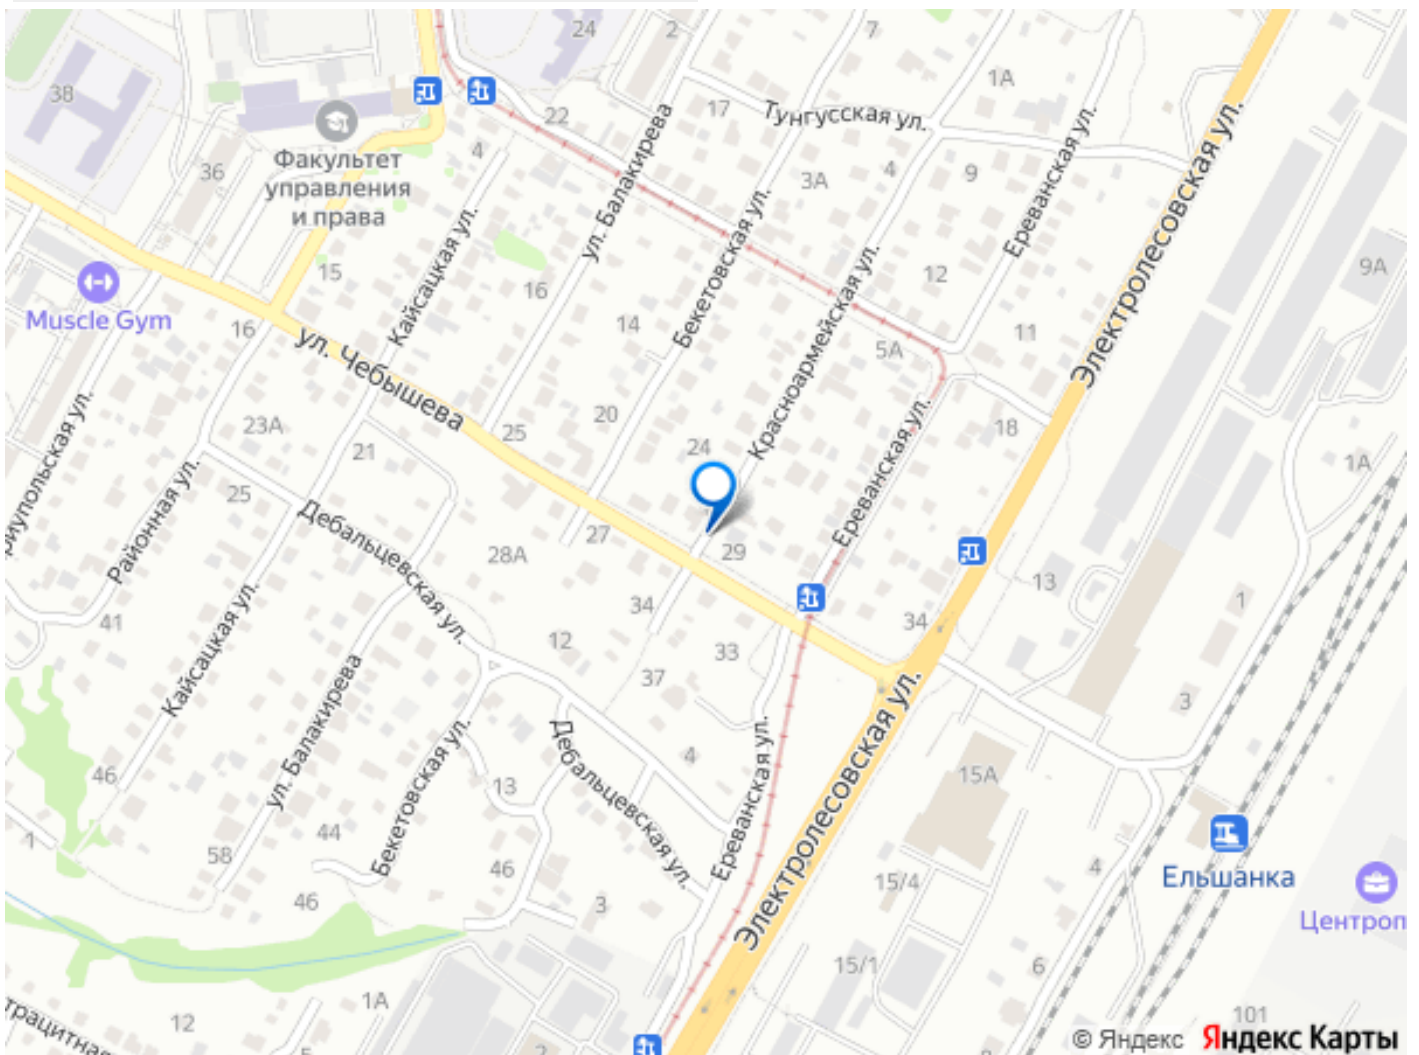 24
2
7
1А
38
22
17
Тунгусская ул.
4
36
Факультет
управления
и права
3А
4
9
ул. Балакирева
Бекетовская ул.
Ереванская ул.
Электролесовская ул.
Кайсацкая ул.
15
16
12
9А
Muscle Gym
16
14
11
5А
ул. Чебышева
Красноармейская ул.
23А
20
25
24
18
21
1А
25
Районная ул.
Дебальцевская ул.
27
28А
29
Ереванская ул.
13
1
41
34
34
12
33
37
3
Кайсацкая ул.
ул. Балакирева
Бекетовская ул.
Дебальцевская ул.
Ереванская ул.
Электролесовская ул.
46
4
13
15А
1
44
58
46
46
3
15/4
4
Ельшанка
Центроп
15/1
6
1А
12
101
2
© Яндекс Яндекс Карты